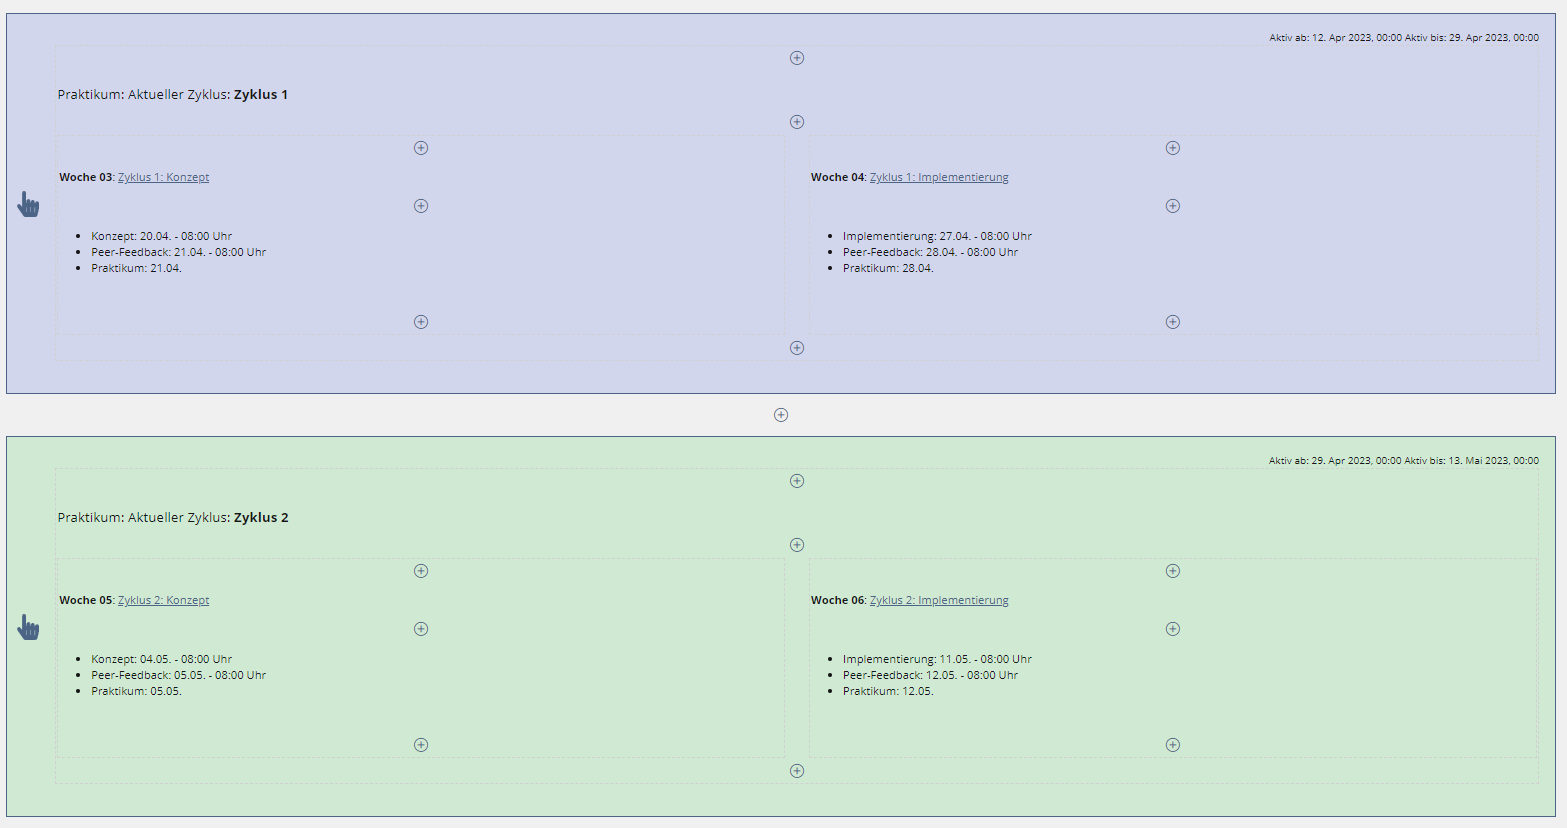 Aktiv ab: 12. Apr 2023, 00:00 Aktiv bis: 29. Apr 2023, 00:00
Praktikum: Aktueller Zyklus: Zyklus 1
Woche 03: Zyklus 1: Konzept
Konzept: 20.04. - 08:00 Uhr
Peer-Feedback: 21.04. - 08:00 Uhr
Praktikum: 21.04.
Woche 04: Zyklus 1: Implementierung
Implementierung: 27.04. - 08:00 Uhr
Peer-Feedback: 28.04. - 08:00 Uhr
Praktikum: 28.04.
Aktiv ab: 29. Apr 2023, 00:00 Aktiv bis: 13. Mai 2023, 00:00
Praktikum: Aktueller Zyklus: Zyklus 2
Woche 05: Zyklus 2: Konzept
Konzept: 04.05. - 08:00 Uhr
Peer-Feedback: 05.05. - 08:00 Uhr
Praktikum: 05.05.
Woche 06: Zyklus 2: Implementierung
Implementierung: 11.05. - 08:00 Uhr
Peer-Feedback: 12.05. - 08:00 Uhr
Praktikum: 12.05.